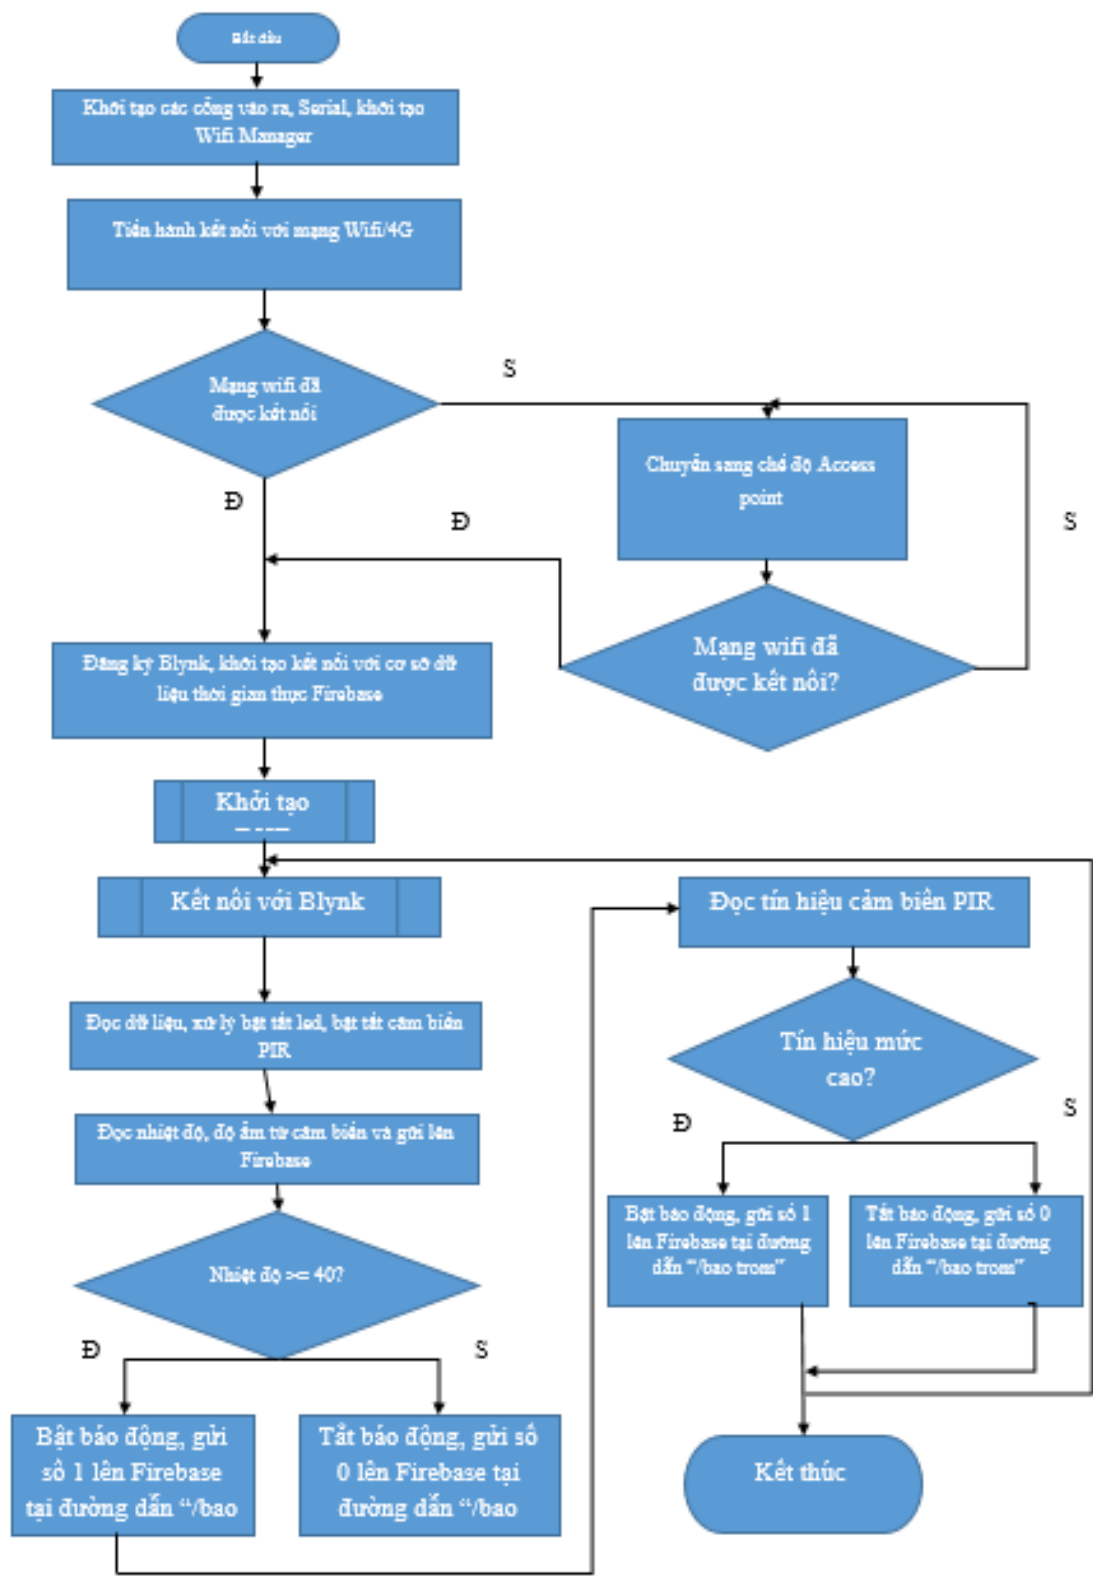 Bắt đầu
Khởi tạo các cổng vào ra, Serial, khởi tạo
Wifi Manager
Tiến hành kết nối với mạng Wifi/4G
Mạng wifi đã
được kết nối
S
Đ
Chuyển sang chế độ Access
point
Đ
S
Mạng wifi đã
được kết nối?
Đăng ký Blynk, khởi tạo kết nối với cơ sở dữ
liệu thời gian thực Firebase
Khởi tạo
Kết nối với Blynk
Đọc dữ liệu, xử lý bật tắt led, bật tắt cảm biến
PIR
Đọc nhiệt độ, độ ẩm từ cảm biến và gửi lên
Firebase
Nhiệt độ >= 40?
Đ
S
Bật báo động, gửi
số 1 lên Firebase
tại đường dẫn “/bao
Tắt báo động, gửi số
0 lên Firebase tại
đường dẫn “/bao
Đọc tín hiệu cảm biến PIR
Tín hiệu mức
cao?
Đ
S
Bật báo động, gửi số 1
lên Firebase tại đường
dẫn “/bao trom”
Tắt báo động, gửi số 0
lên Firebase tại đường
dẫn “/bao trom”
Kết thúc